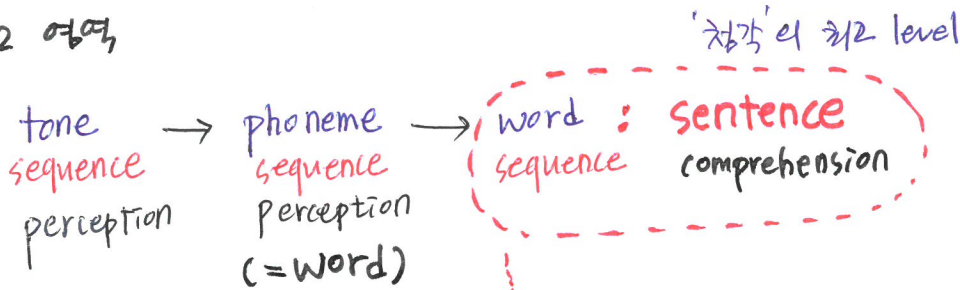 2 영역
'청각'의 최고 level
tone → phoneme → word : sentence
sequence sequence sequence comprehension
perception perception
(=word)